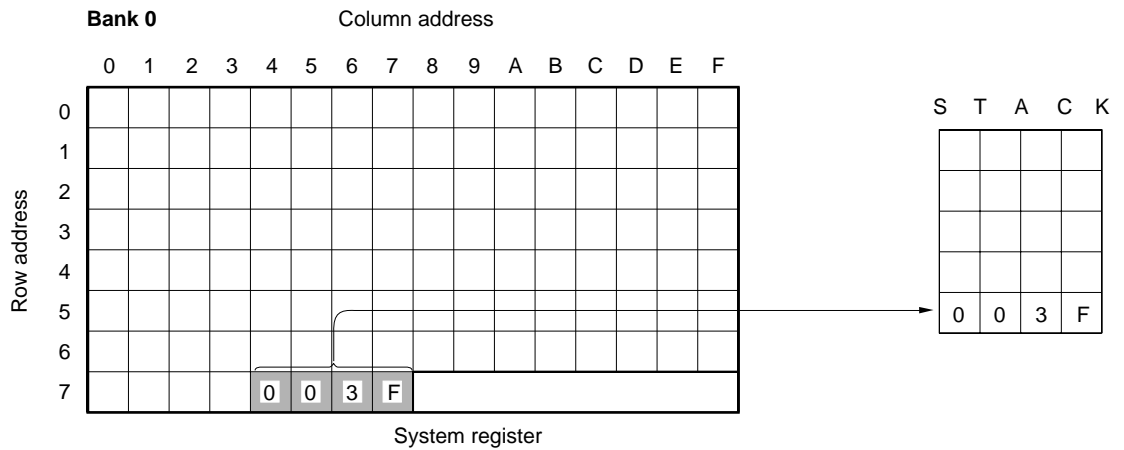 Bank 0 Column address
0 1 2 3 4 5 6 7 8 9 A B C D E F
0
1
2
3
4
5
6
7
Row address
0 0 3 F
System register
S T A C K
0 0 3 F